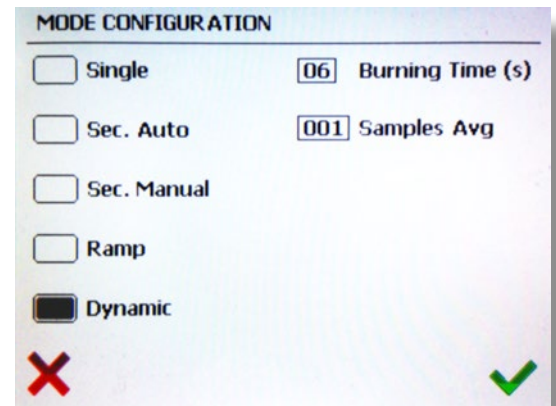 MODE CONFIGURATION
Single
06 Burning Time (s)
Sec. Auto
001 Samples Avg
Sec. Manual
Ramp
Dynamic